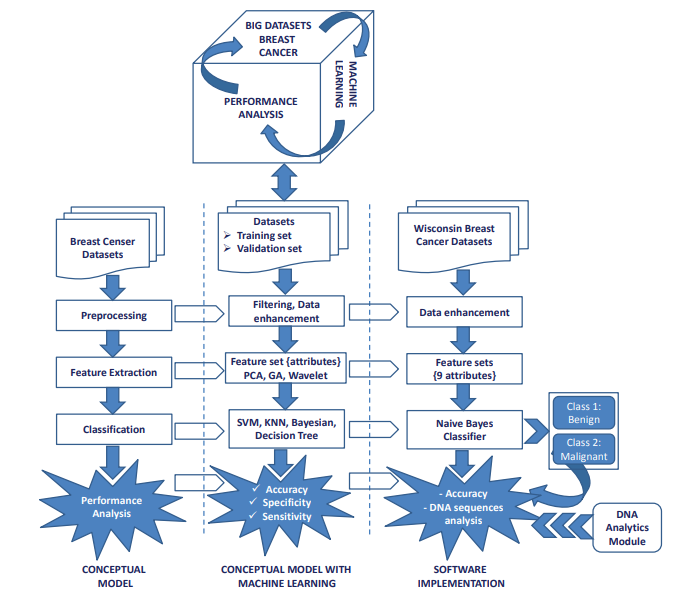 BIG DATASETS
BREAST
CANCER
MACHINE
LEARNING
PERFORMANCE
ANALYSIS
Breast Censer
Datasets
Preprocessing
Feature Extraction
Classification
Performance
Analysis
CONCEPTUAL
MODEL
Datasets
Training set
Validation set
Filtering, Data
enhancement
Feature set {attributes}
PCA, GA, Wavelet
SVM, KNN, Bayesian,
Decision Tree
✓ Accuracy
✓ Specificity
✓ Sensitivity
CONCEPTUAL MODEL WITH
MACHINE LEARNING
Wisconsin Breast
Cancer Datasets
Data enhancement
Feature sets
{9 attributes}
Naive Bayes
Classifier
Class 1:
Benign
Class 2:
Malignant
- Accuracy
- DNA sequences
analysis
DNA
Analytics
Module
SOFTWARE
IMPLEMENTATION